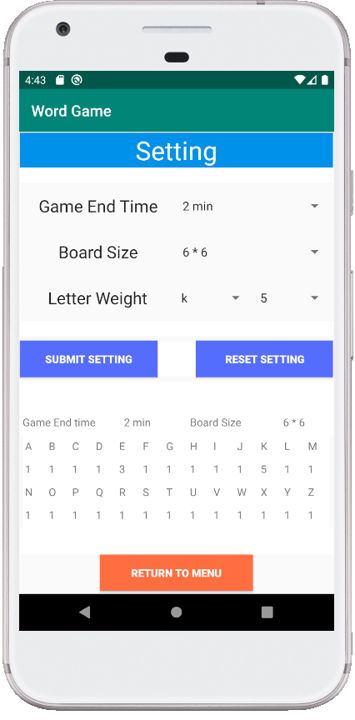 4:43
Word Game
Setting
Game End Time 2 min
Board Size 6 * 6
Letter Weight k 5
SUBMIT SETTING RESET SETTING
Game End time 2 min Board Size 6 * 6
A B C D E F G H I J K L M
1 1 1 1 3 1 1 1 1 1 5 1 1
N O P Q R S T U V W X Y Z
1 1 1 1 1 1 1 1 1 1 1 1 1
RETURN TO MENU